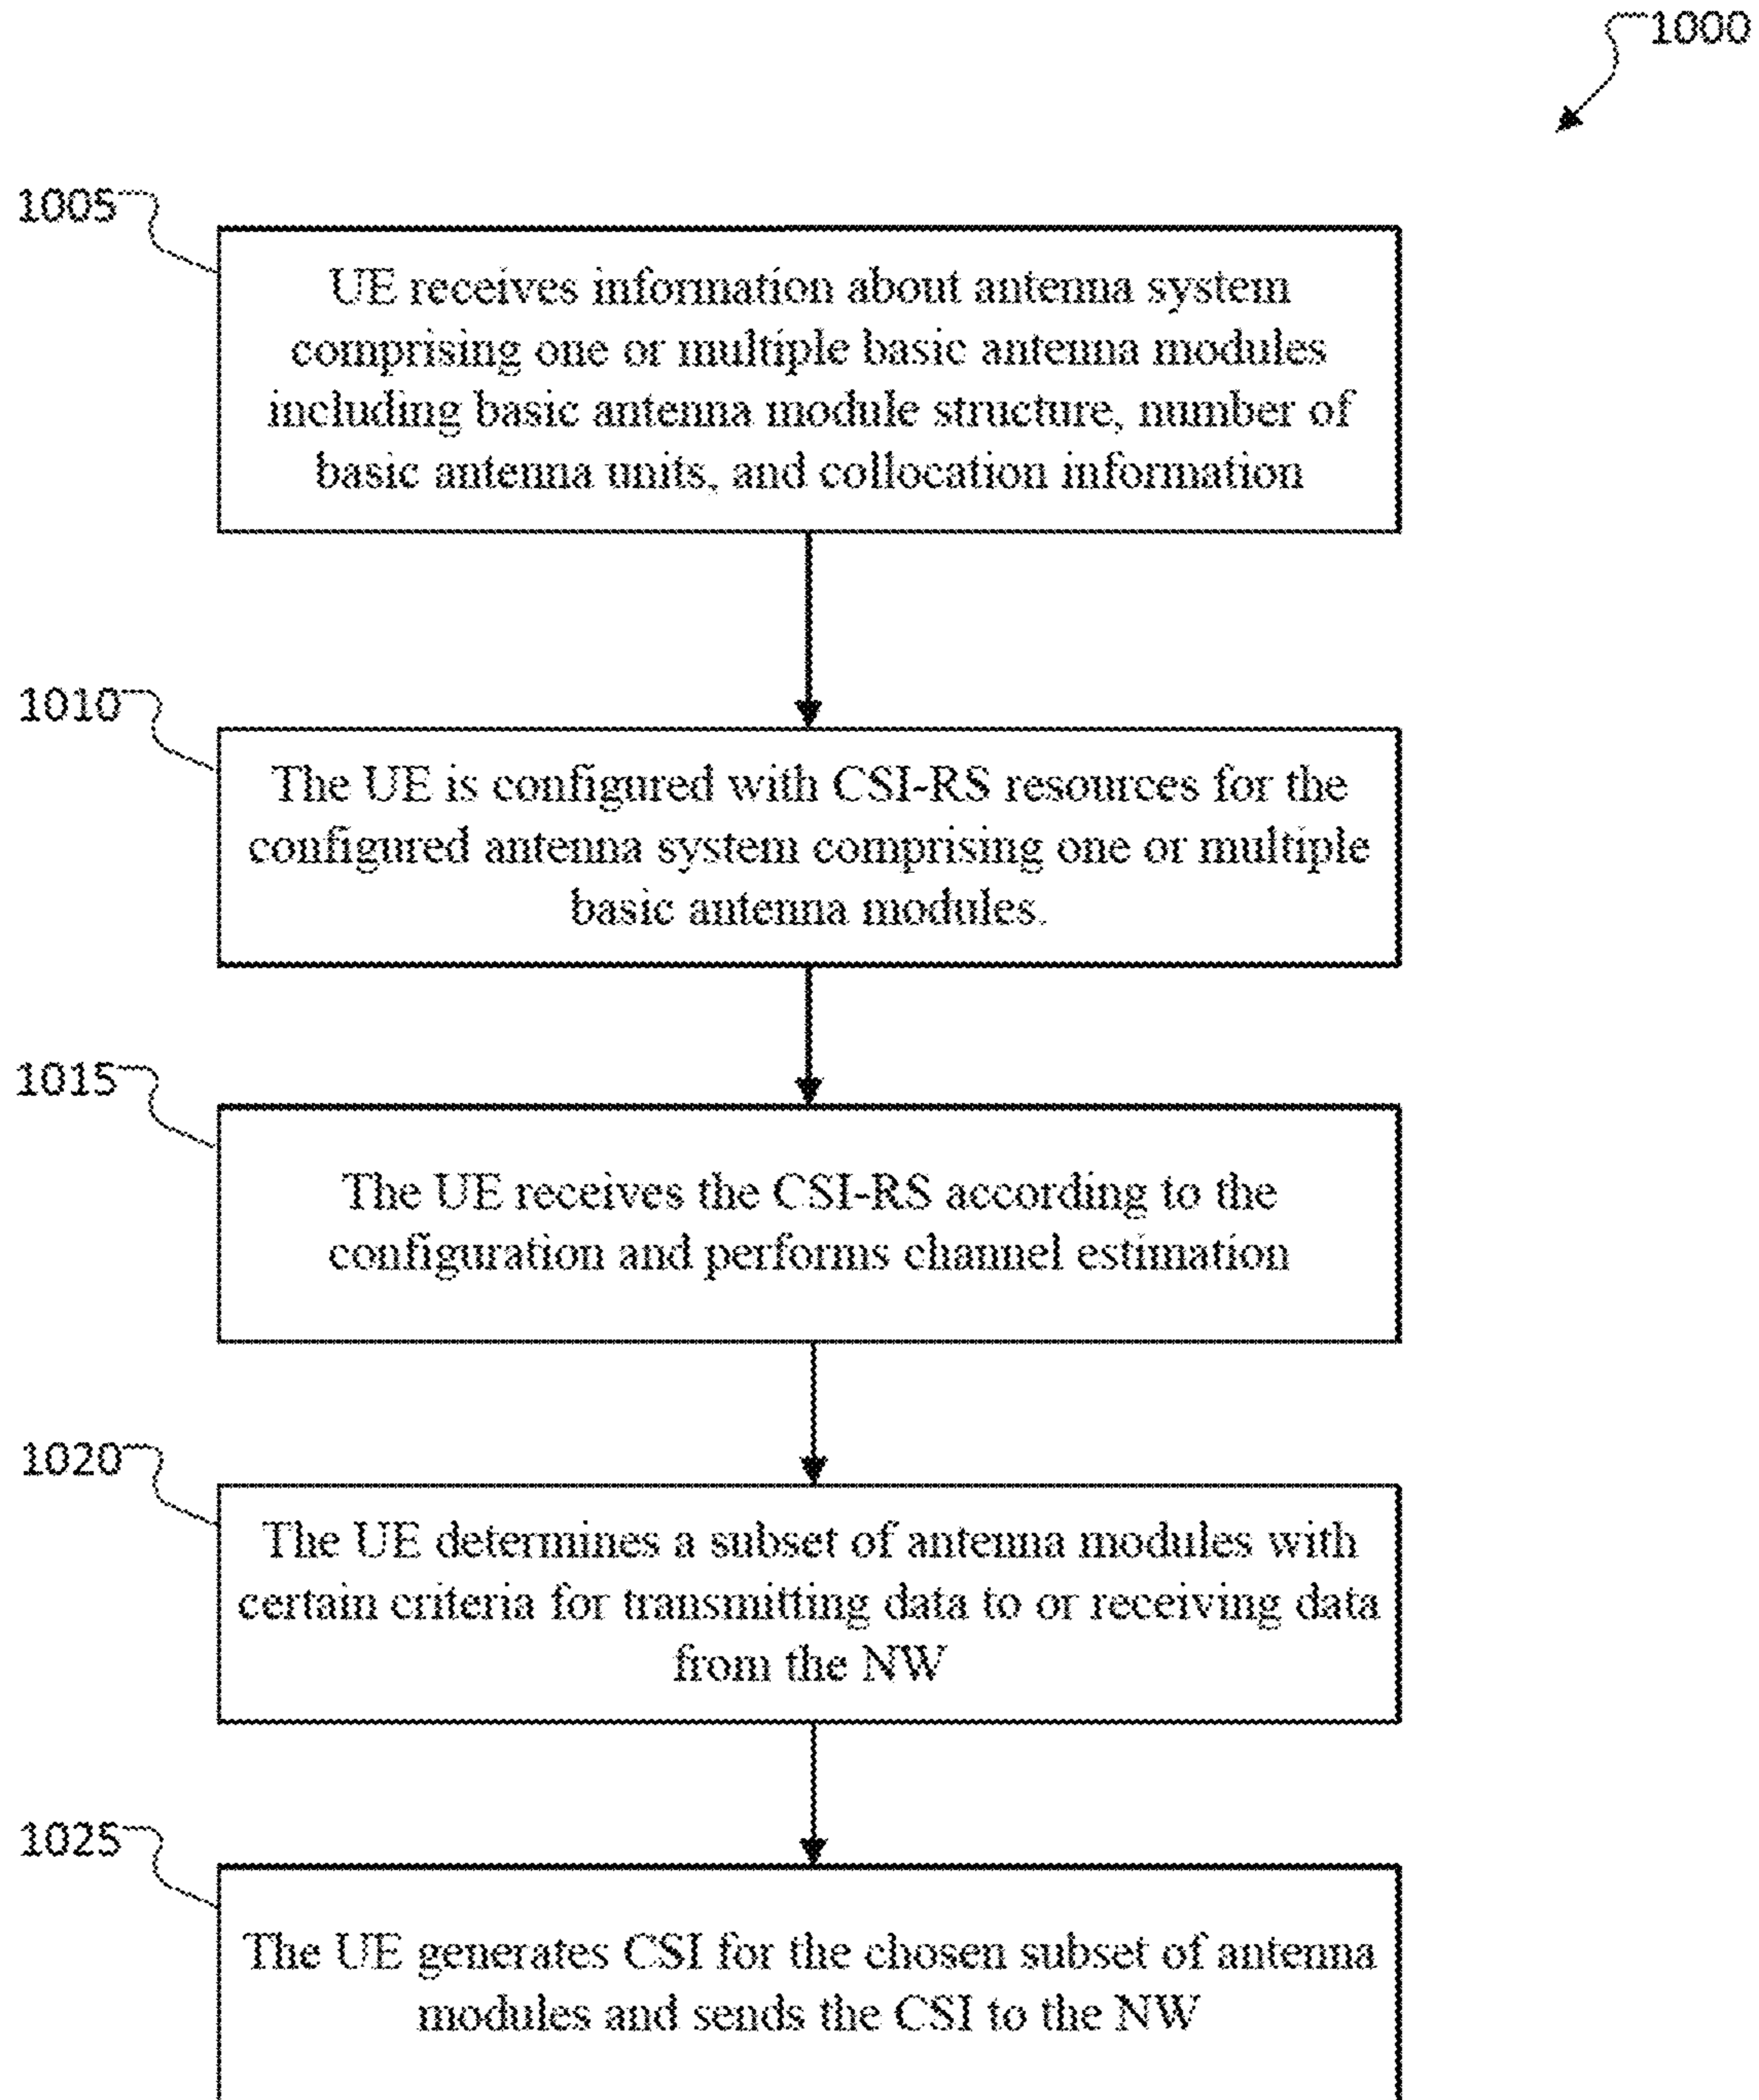 1000
1005
UE receives information about antenna system
comprising one or multiple basic antenna modules
including basic antenna module structure, number of
basic antenna units, and collocation information
1010
The UE is configured with CSI-RS resources for the
configured antenna system comprising one or multiple
basic antenna modules.
1015
The UE receives the CSI-RS according to the
configuration and performs channel estimation
1020
The UE determines a subset of antenna modules with
certain criteria for transmitting data to or receiving data
from the NW
1025
The UE generates CSI for the chosen subset of antenna
modules and sends the CSI to the NW